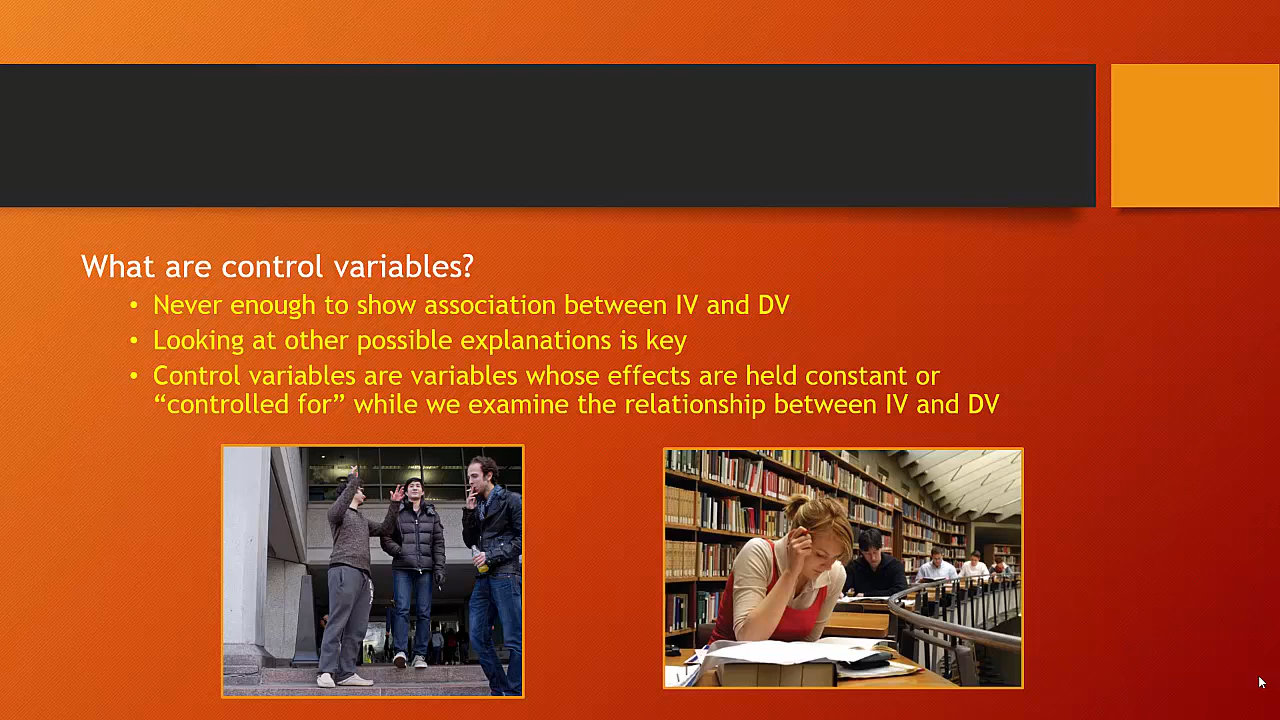 What are control variables?
• Never enough to show association between IV and DV
• Looking at other possible explanations is key
• Control variables are variables whose effects are held constant or
“controlled for” while we examine the relationship between IV and DV